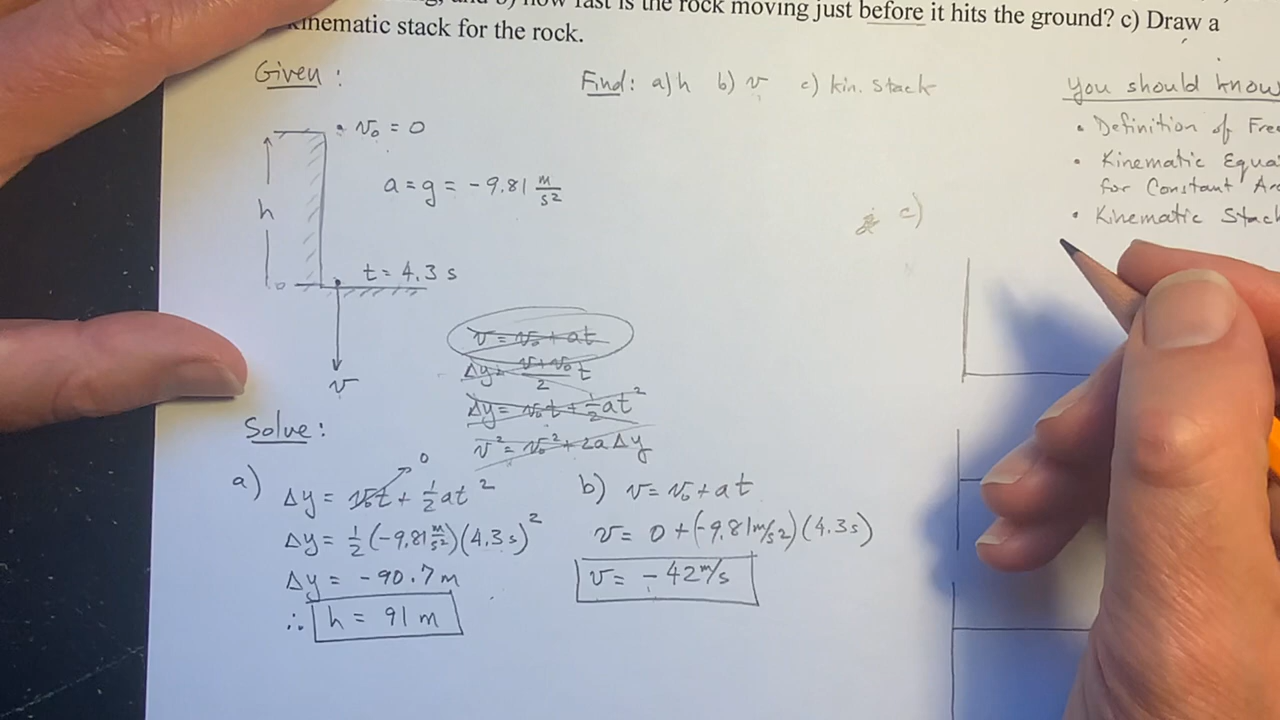 and b) how fast is the rock moving just before it hits the ground? c) Draw a
kinematic stack for the rock.
Given:
Find: a) h b) v c) kin. stack
v₀ = 0
a = g = -9.81 m/s²
h
t = 4.3 s
v
v = v₀ + at
Δy = (v+v₀)/2 t
Δy = v₀t + ½at²
v² = v₀² + 2aΔy
Solve:
a) Δy = v₀t + ½at²
0
Δy = ½(-9.81 m/s²)(4.3 s)²
Δy = -90.7 m
∴ h = 91 m
b) v = v₀ + at
v = 0 + (-9.81 m/s²)(4.3 s)
v = -42 m/s
c)
You should know
• Definition of
• Kinematic
for Constant
• Kinematic